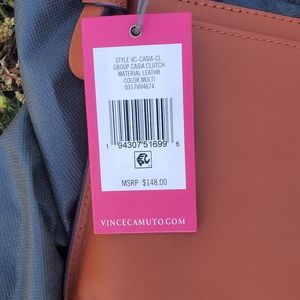 STYLE VC-CASIA-CL
GROUP CASIA CLUTCH
MATERIAL LEATHR
COLOR MULTI
0317VH4674
1 94307 51699 6
MSRP $148.00
VINCECAMUTO.COM